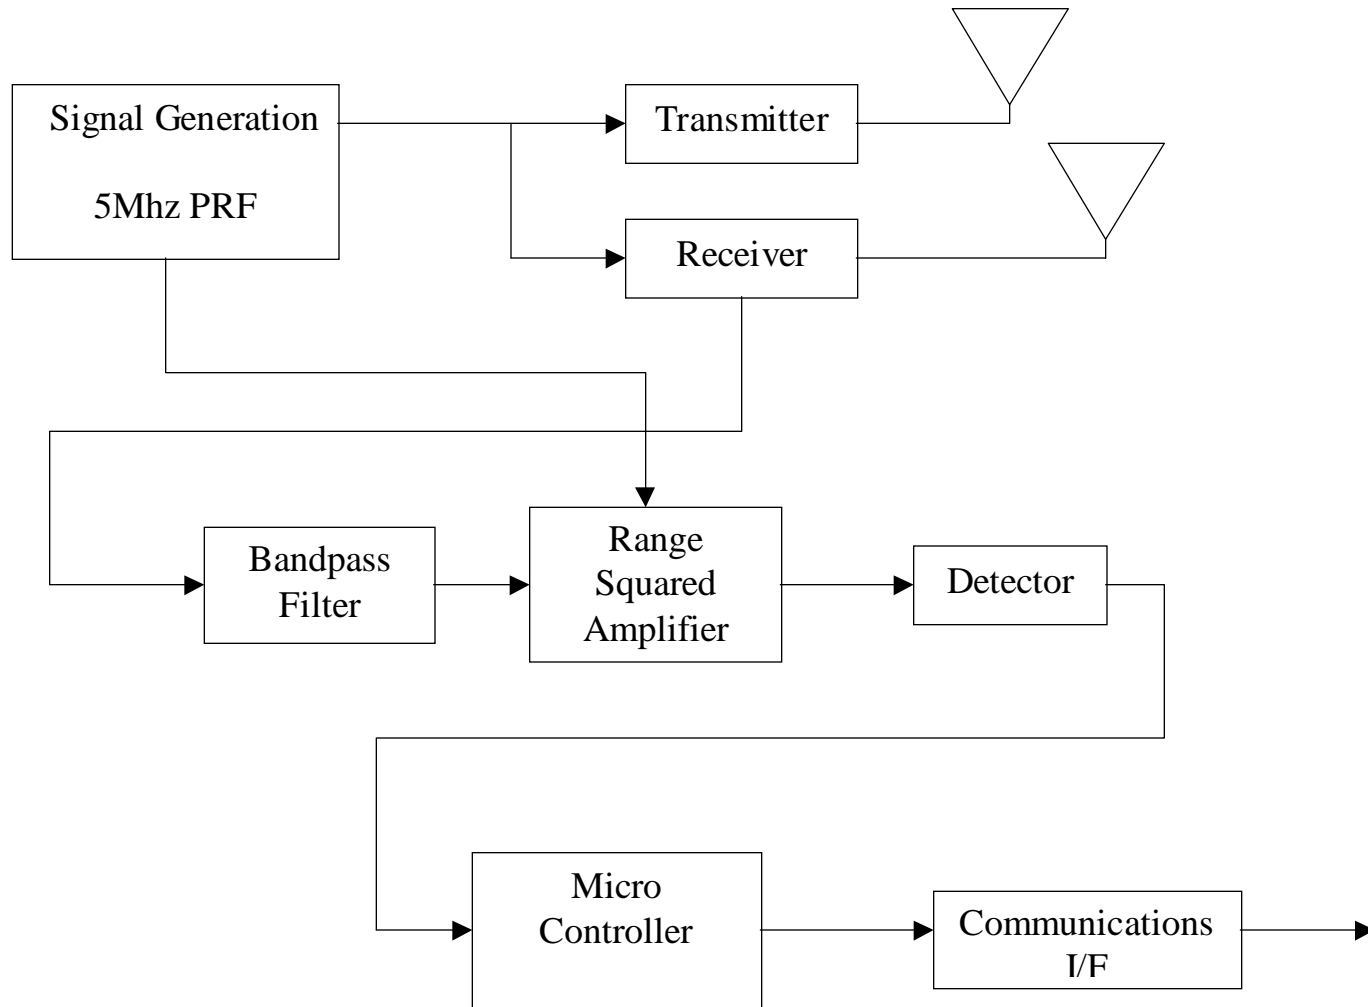 Signal Generation
5Mhz PRF
Transmitter
Receiver
Bandpass
Filter
Range
Squared
Amplifier
Detector
Micro
Controller
Communications
I/F